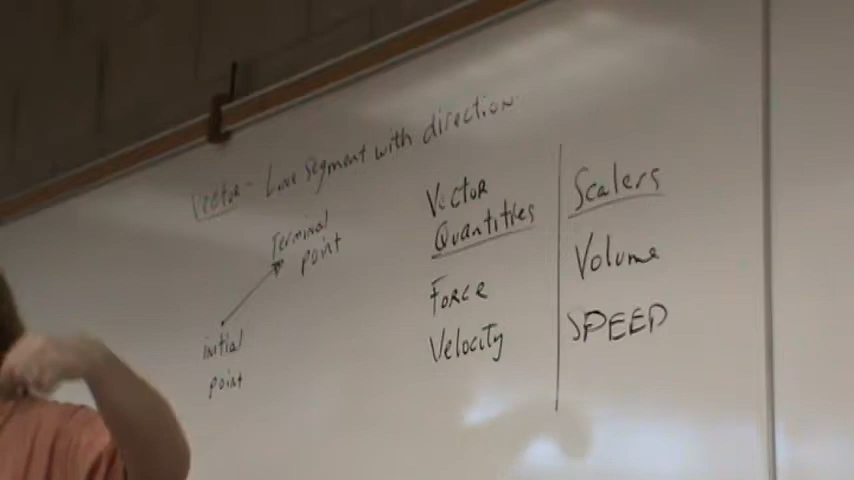 Vector - Line segment with direction
Terminal
point
initial
point
Vector
Quantities
Force
Velocity
Scalers
Volume
SPEED